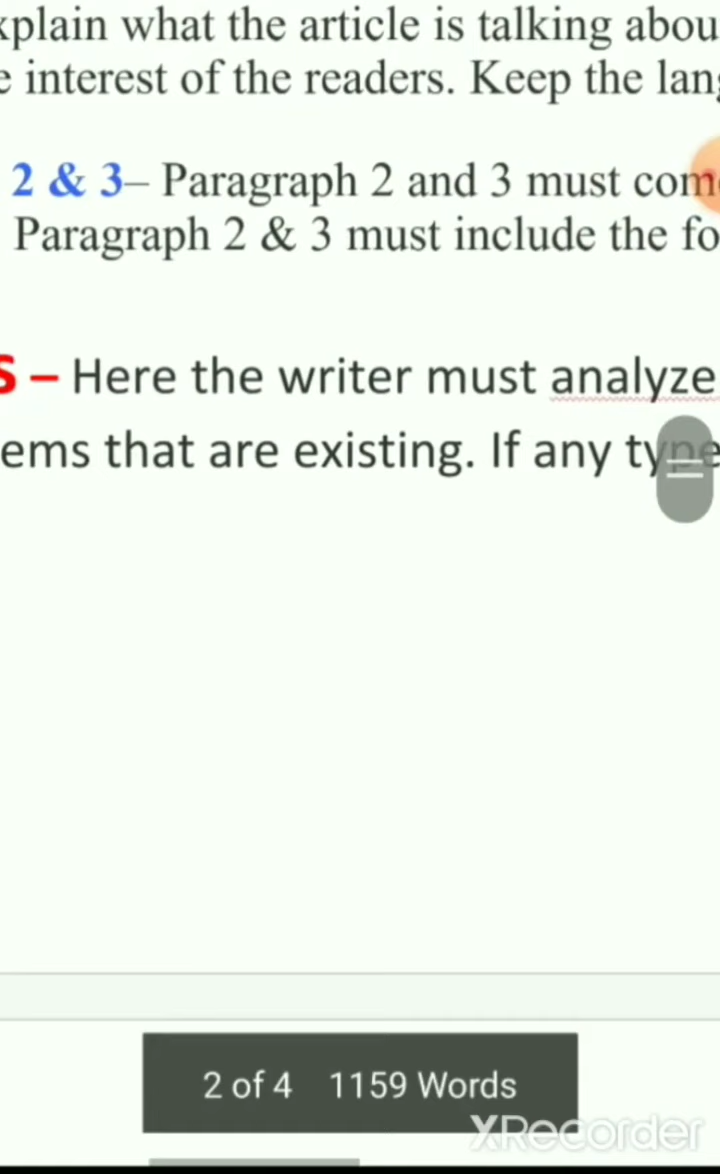 xplain what the article is talking abou
e interest of the readers. Keep the lang
2 & 3– Paragraph 2 and 3 must com
Paragraph 2 & 3 must include the fo
S – Here the writer must analyze
ems that are existing. If any type
2 of 4 1159 Words
XRecorder